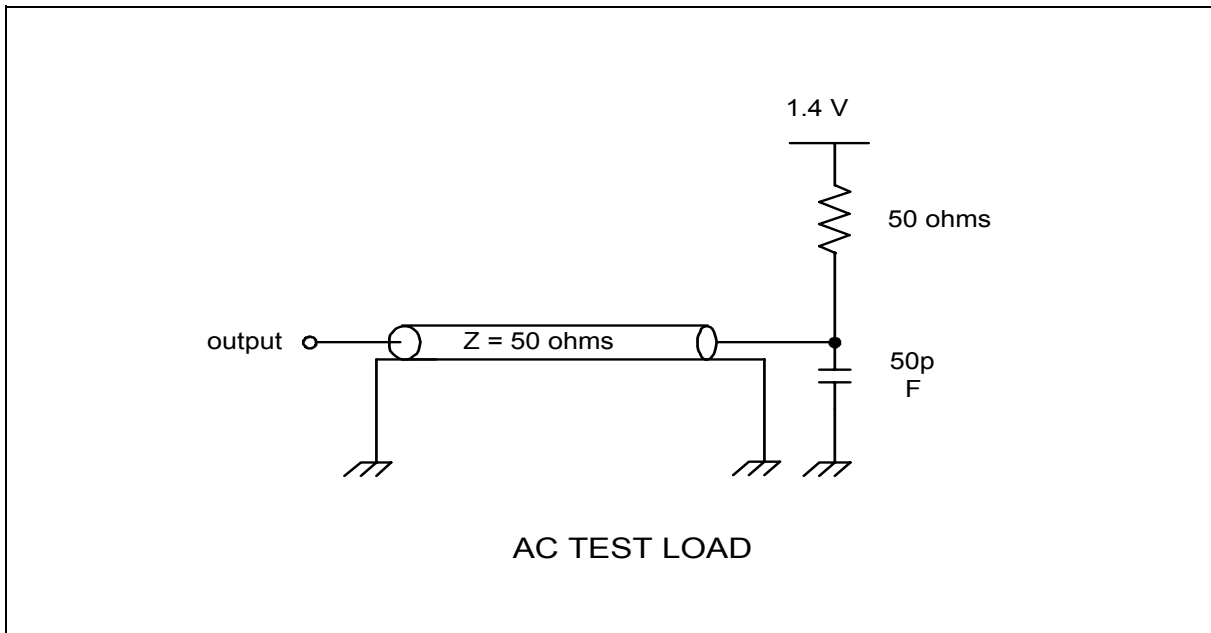 1.4 V
50 ohms
output
Z = 50 ohms
50p
F
AC TEST LOAD